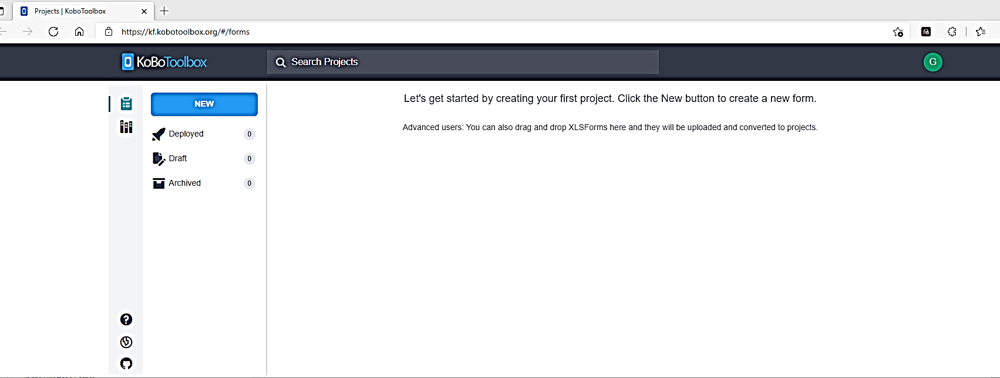 Projects | KoboToolbox
https://kf.kobotoolbox.org/#/forms
KoBoToolbox
Search Projects
G
NEW
Deployed 0
Draft 0
Archived 0
Let's get started by creating your first project. Click the New button to create a new form.
Advanced users: You can also drag and drop XLSForms here and they will be uploaded and converted to projects.